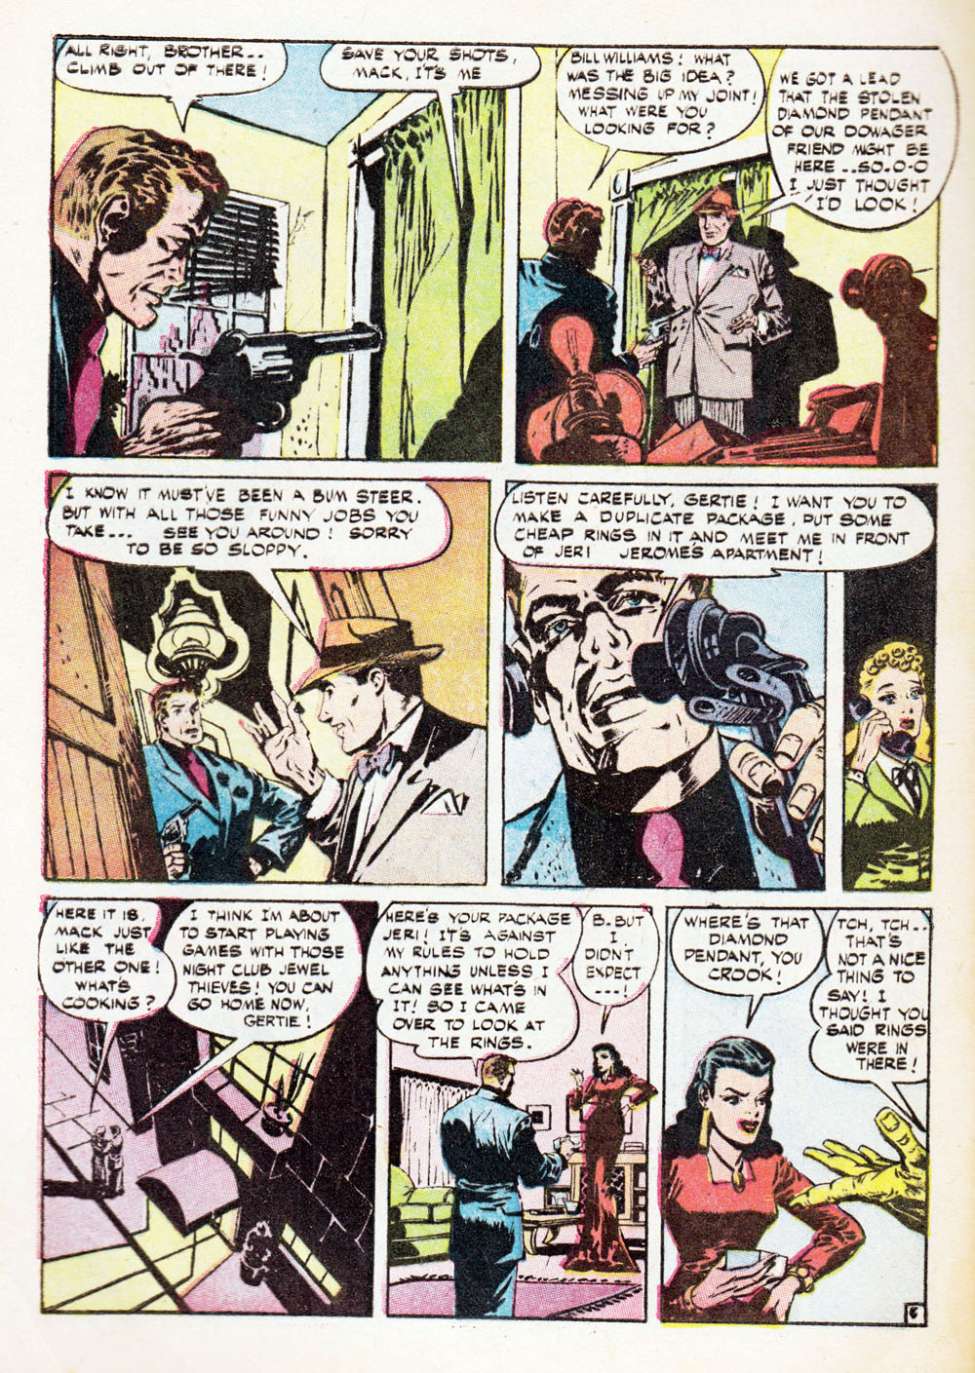 ALL RIGHT, BROTHER..
CLIMB OUT OF THERE!
SAVE YOUR SHOTS,
MACK, IT'S ME
BILL WILLIAMS! WHAT
WAS THE BIG IDEA?
MESSING UP MY JOINT!
WHAT WERE YOU
LOOKING FOR?
WE GOT A LEAD
THAT THE STOLEN
DIAMOND PENDANT
OF OUR DOWAGER
FRIEND MIGHT BE
HERE ..SO.O-O
I JUST THOUGHT
I'D LOOK!
I KNOW IT MUST'VE BEEN A BUM STEER.
BUT WITH ALL THOSE FUNNY JOBS YOU
TAKE... SEE YOU AROUND! SORRY
TO BE SO SLOPPY.
LISTEN CAREFULLY, GERTIE! I WANT YOU TO
MAKE A DUPLICATE PACKAGE, PUT SOME
CHEAP RINGS IN IT AND MEET ME IN FRONT
OF JERI JEROME'S APARTMENT!
HERE IT IS,
MACK JUST
LIKE THE
OTHER ONE!
WHAT'S
COOKING?
I THINK I'M ABOUT
TO START PLAYING
GAMES WITH THOSE
NIGHT CLUB JEWEL
THIEVES! YOU CAN
GO HOME NOW,
GERTIE!
HERE'S YOUR PACKAGE
JERI! IT'S AGAINST
MY RULES TO HOLD
ANYTHING UNLESS I
CAN SEE WHAT'S IN
IT! SO I CAME
OVER TO LOOK AT
THE RINGS.
B..BUT
I
DIDN'T
EXPECT
---!
WHERE'S THAT
DIAMOND
PENDANT, YOU
CROOK!
TCH, TCH..
THAT'S
NOT A NICE
THING TO
SAY! I
THOUGHT YOU
SAID RINGS
WERE IN
THERE!
6